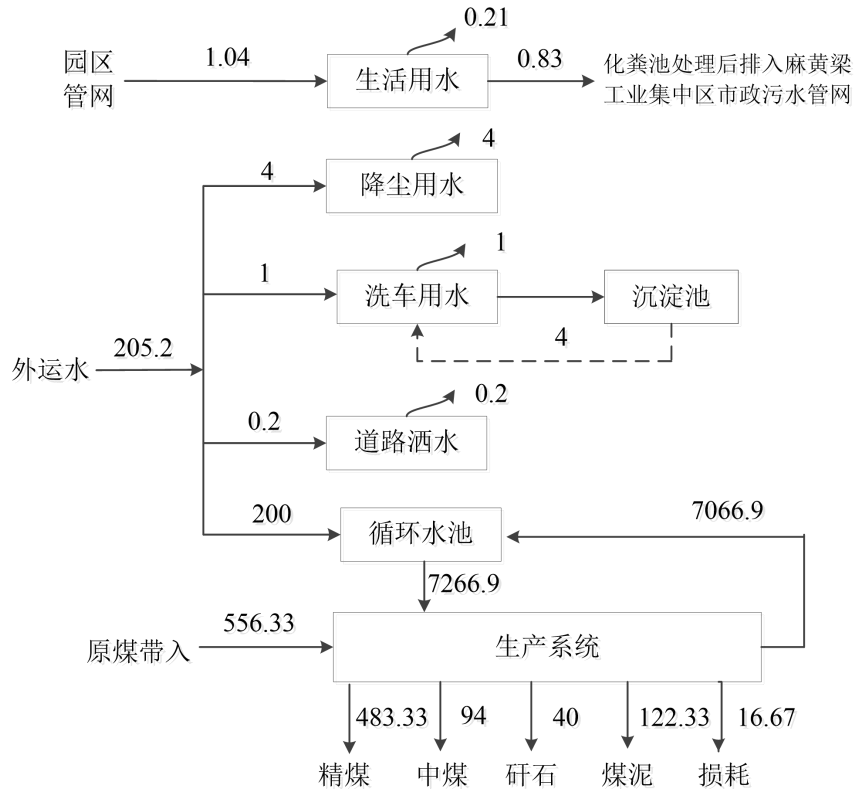 0.21
园区
管网
1.04
生活用水
0.83
化粪池处理后排入麻黄梁
工业集中区市政污水管网
4
4
降尘用水
1
1
洗车用水
沉淀池
4
外运水
205.2
0.2
0.2
道路洒水
200
循环水池
7066.9
7266.9
原煤带入
556.33
生产系统
483.33
94
40
122.33
16.67
精煤
中煤
矸石
煤泥
损耗